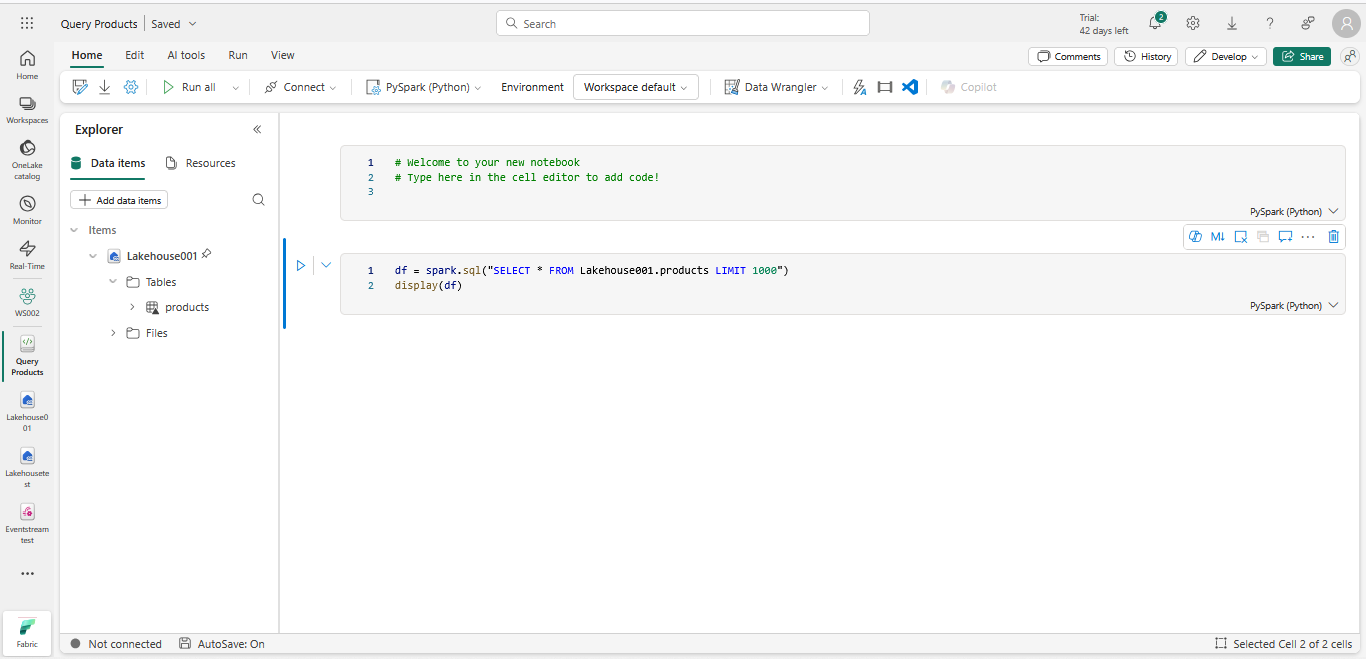 Query Products | Saved
Search
Trial:
42 days left
2
Home Edit AI tools Run View
Comments History Develop Share
Run all Connect PySpark (Python) Environment Workspace default Data Wrangler Copilot
Home
Workspaces
OneLake
catalog
Monitor
Real-Time
WS002
Query
Products
Lakehouse0
01
Lakehousete
st
Eventstream
test
Fabric
Explorer
Data items Resources
Add data items
Items
Lakehouse001
Tables
products
Files
1 # Welcome to your new notebook
2 # Type here in the cell editor to add code!
3
PySpark (Python)
M↓
1 df = spark.sql("SELECT * FROM Lakehouse001.products LIMIT 1000")
2 display(df)
PySpark (Python)
Not connected AutoSave: On
Selected Cell 2 of 2 cells